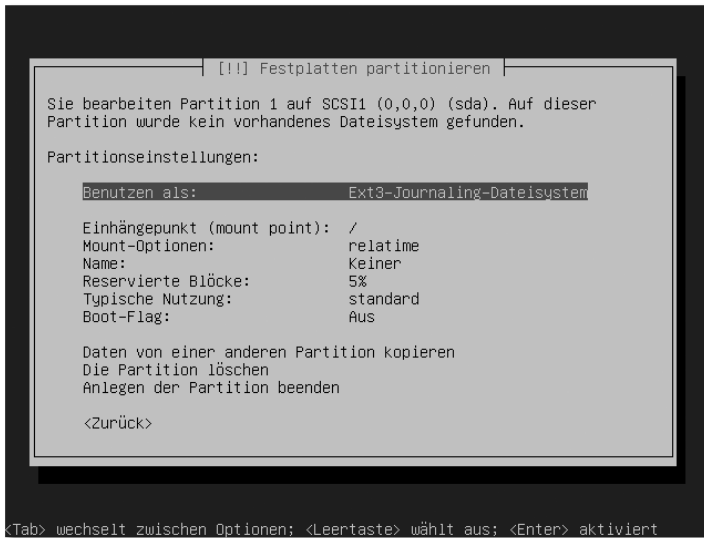 [!!] Festplatten partitionieren
Sie bearbeiten Partition 1 auf SCSI1 (0,0,0) (sda). Auf dieser
Partition wurde kein vorhandenes Dateisystem gefunden.
Partitionseinstellungen:
Benutzen als: Ext3-Journaling-Dateisystem
Einhängepunkt (mount point): /
Mount-Optionen: relatime
Name: Keiner
Reservierte Blöcke: 5%
Typische Nutzung: standard
Boot-Flag: Aus
Daten von einer anderen Partition kopieren
Die Partition löschen
Anlegen der Partition beenden
<Zurück>
<Tab> wechselt zwischen Optionen; <Leertaste> wählt aus; <Enter> aktiviert